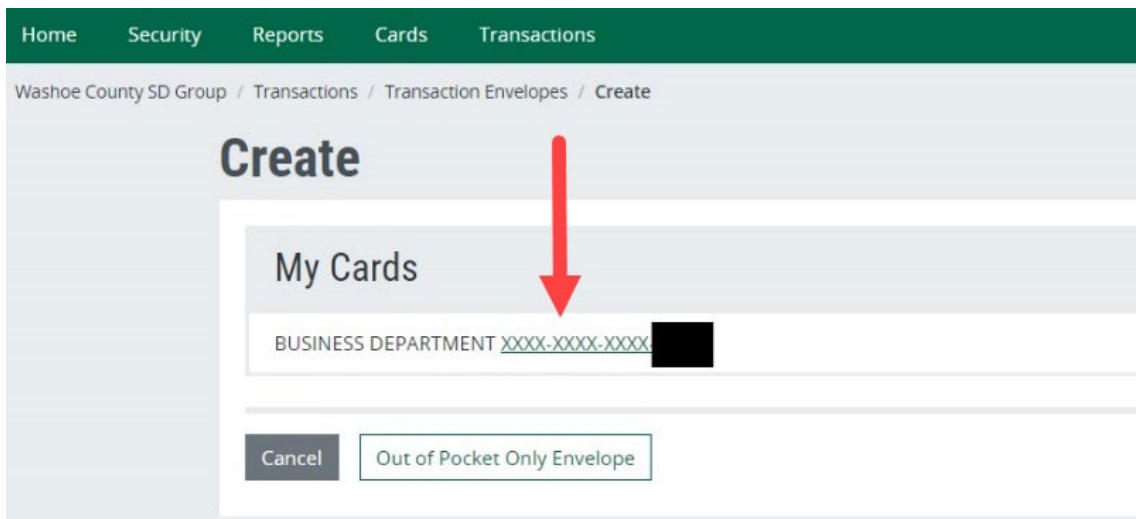 Home Security Reports Cards Transactions
Washoe County SD Group / Transactions / Transaction Envelopes / Create
Create
My Cards
BUSINESS DEPARTMENT XXXX-XXXX-XXXX-
Cancel Out of Pocket Only Envelope